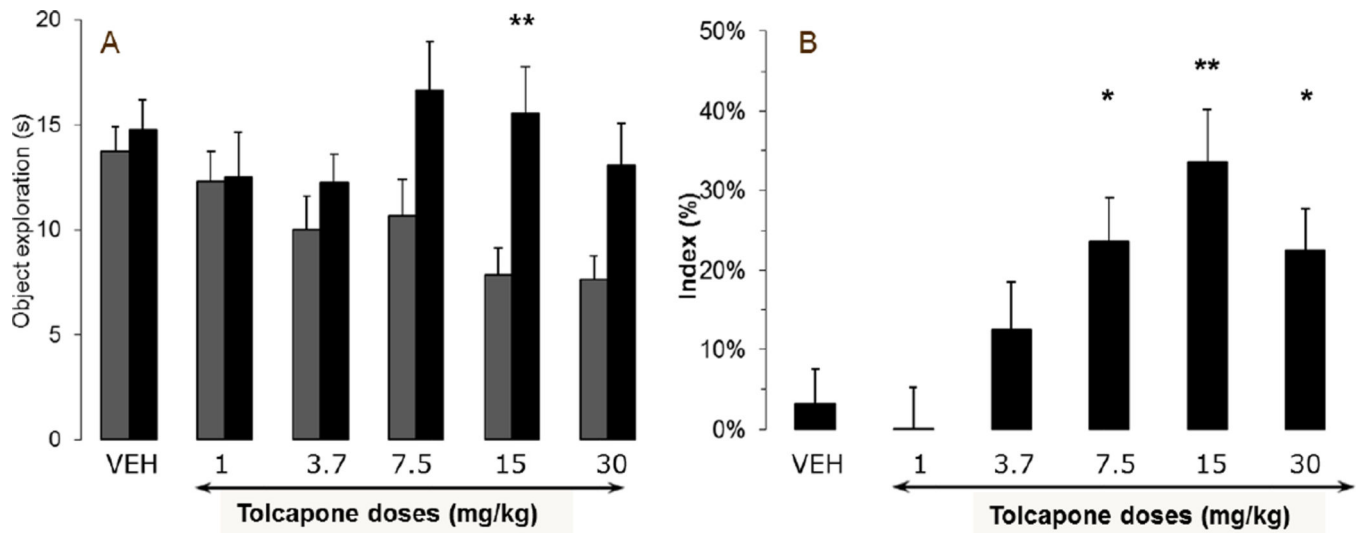 A
Object exploration (s)
20
15
10
5
0
**
VEH 1 3.7 7.5 15 30
Tolcapone doses (mg/kg)
B
Index (%)
50%
40%
30%
20%
10%
0%
* ** *
VEH 1 3.7 7.5 15 30
Tolcapone doses (mg/kg)